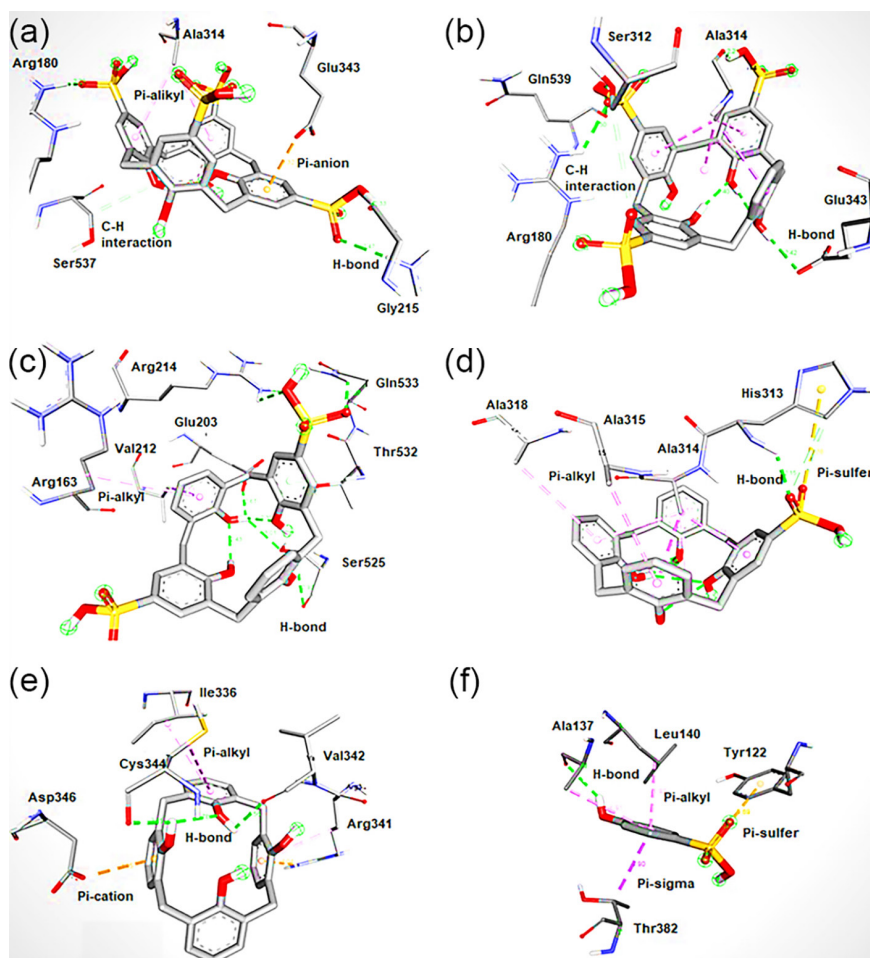 (a)
Ala314
Arg180
Glu343
Pi-alikyl
Pi-anion
C-H
interaction
Ser537
H-bond
Gly215
(b)
Ser312
Ala314
Gln539
C-H
interaction
Glu343
Arg180
H-bond
(c)
Arg214
Gln533
Glu203
Thr532
Val212
Arg163
Pi-alkyl
Ser525
H-bond
(d)
His313
Ala318
Ala315
Ala314
Pi-alkyl
H-bond
Pi-sulfer
(e)
Ile336
Pi-alkyl
Cys344
Val342
Asp346
H-bond
Arg341
Pi-cation
(f)
Ala137
Leu140
Tyr122
H-bond
Pi-alkyl
Pi-sulfer
Pi-sigma
Thr382